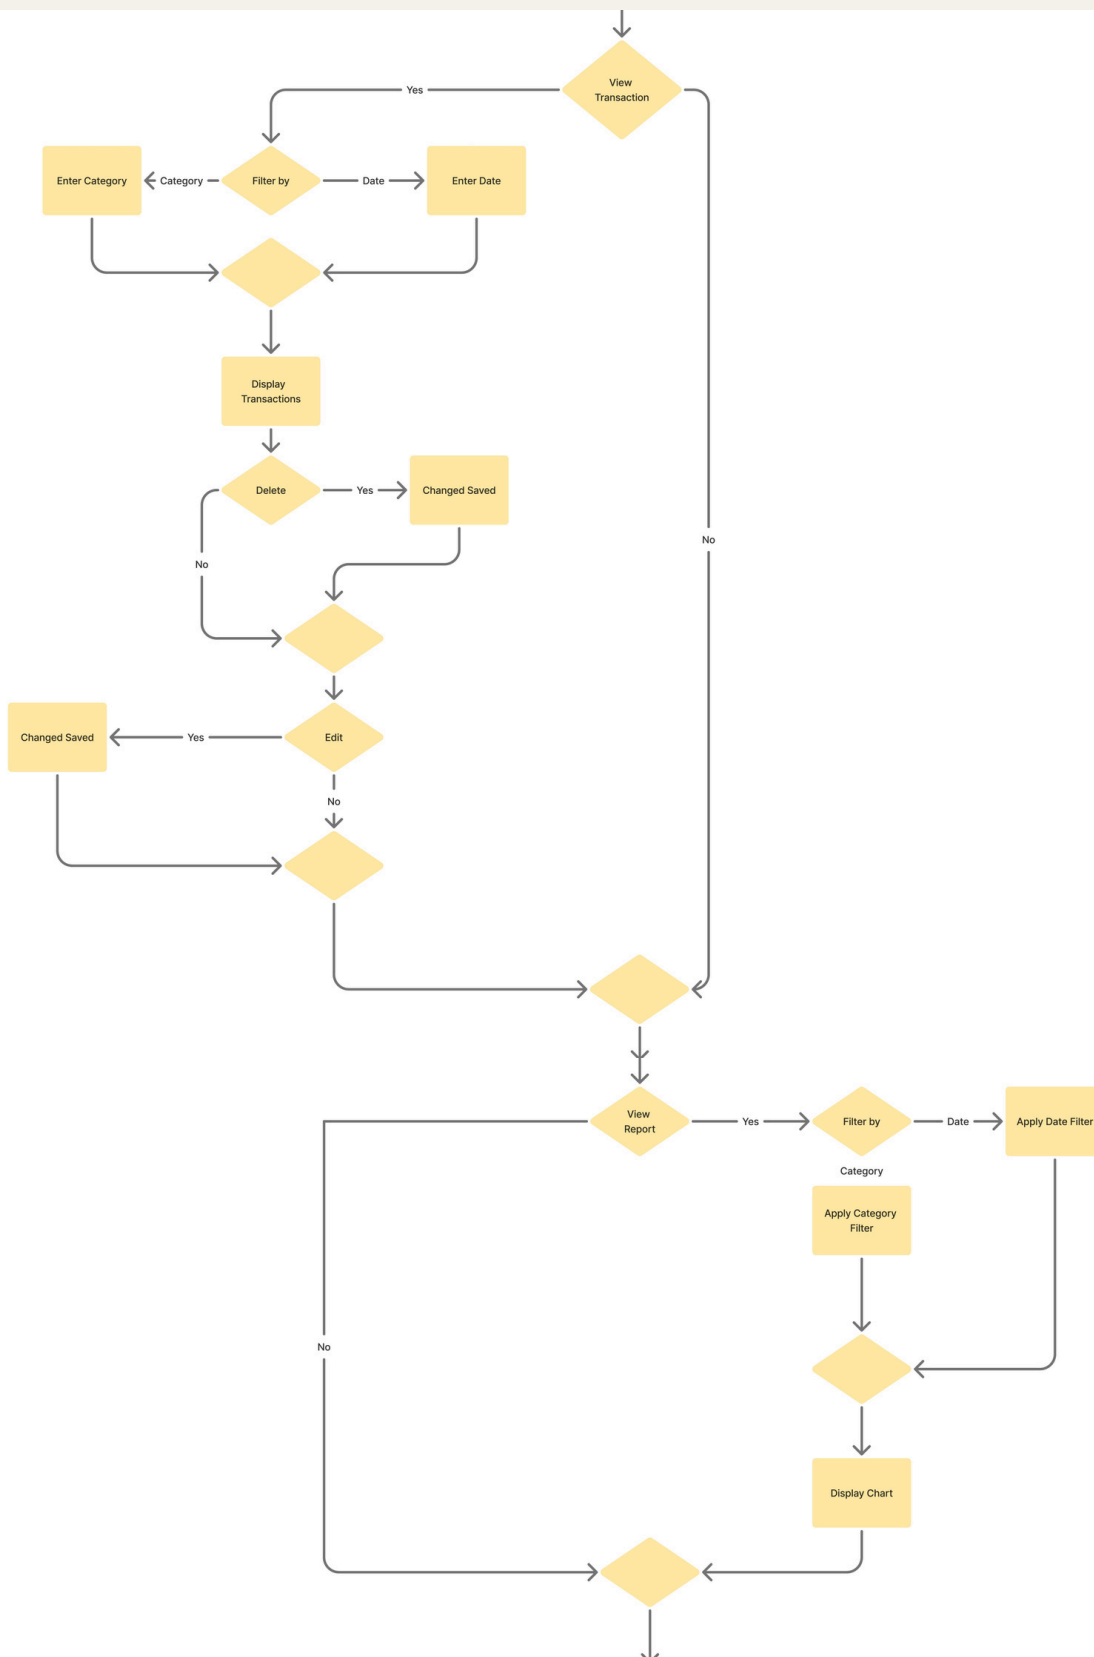 View
Transaction
Yes
Enter Category
Category
Filter by
Date
Enter Date
Display
Transactions
Delete
Yes
Changed Saved
No
No
Changed Saved
Yes
Edit
No
View
Report
Yes
Filter by
Date
Apply Date Filter
Category
Apply Category
Filter
No
Display Chart